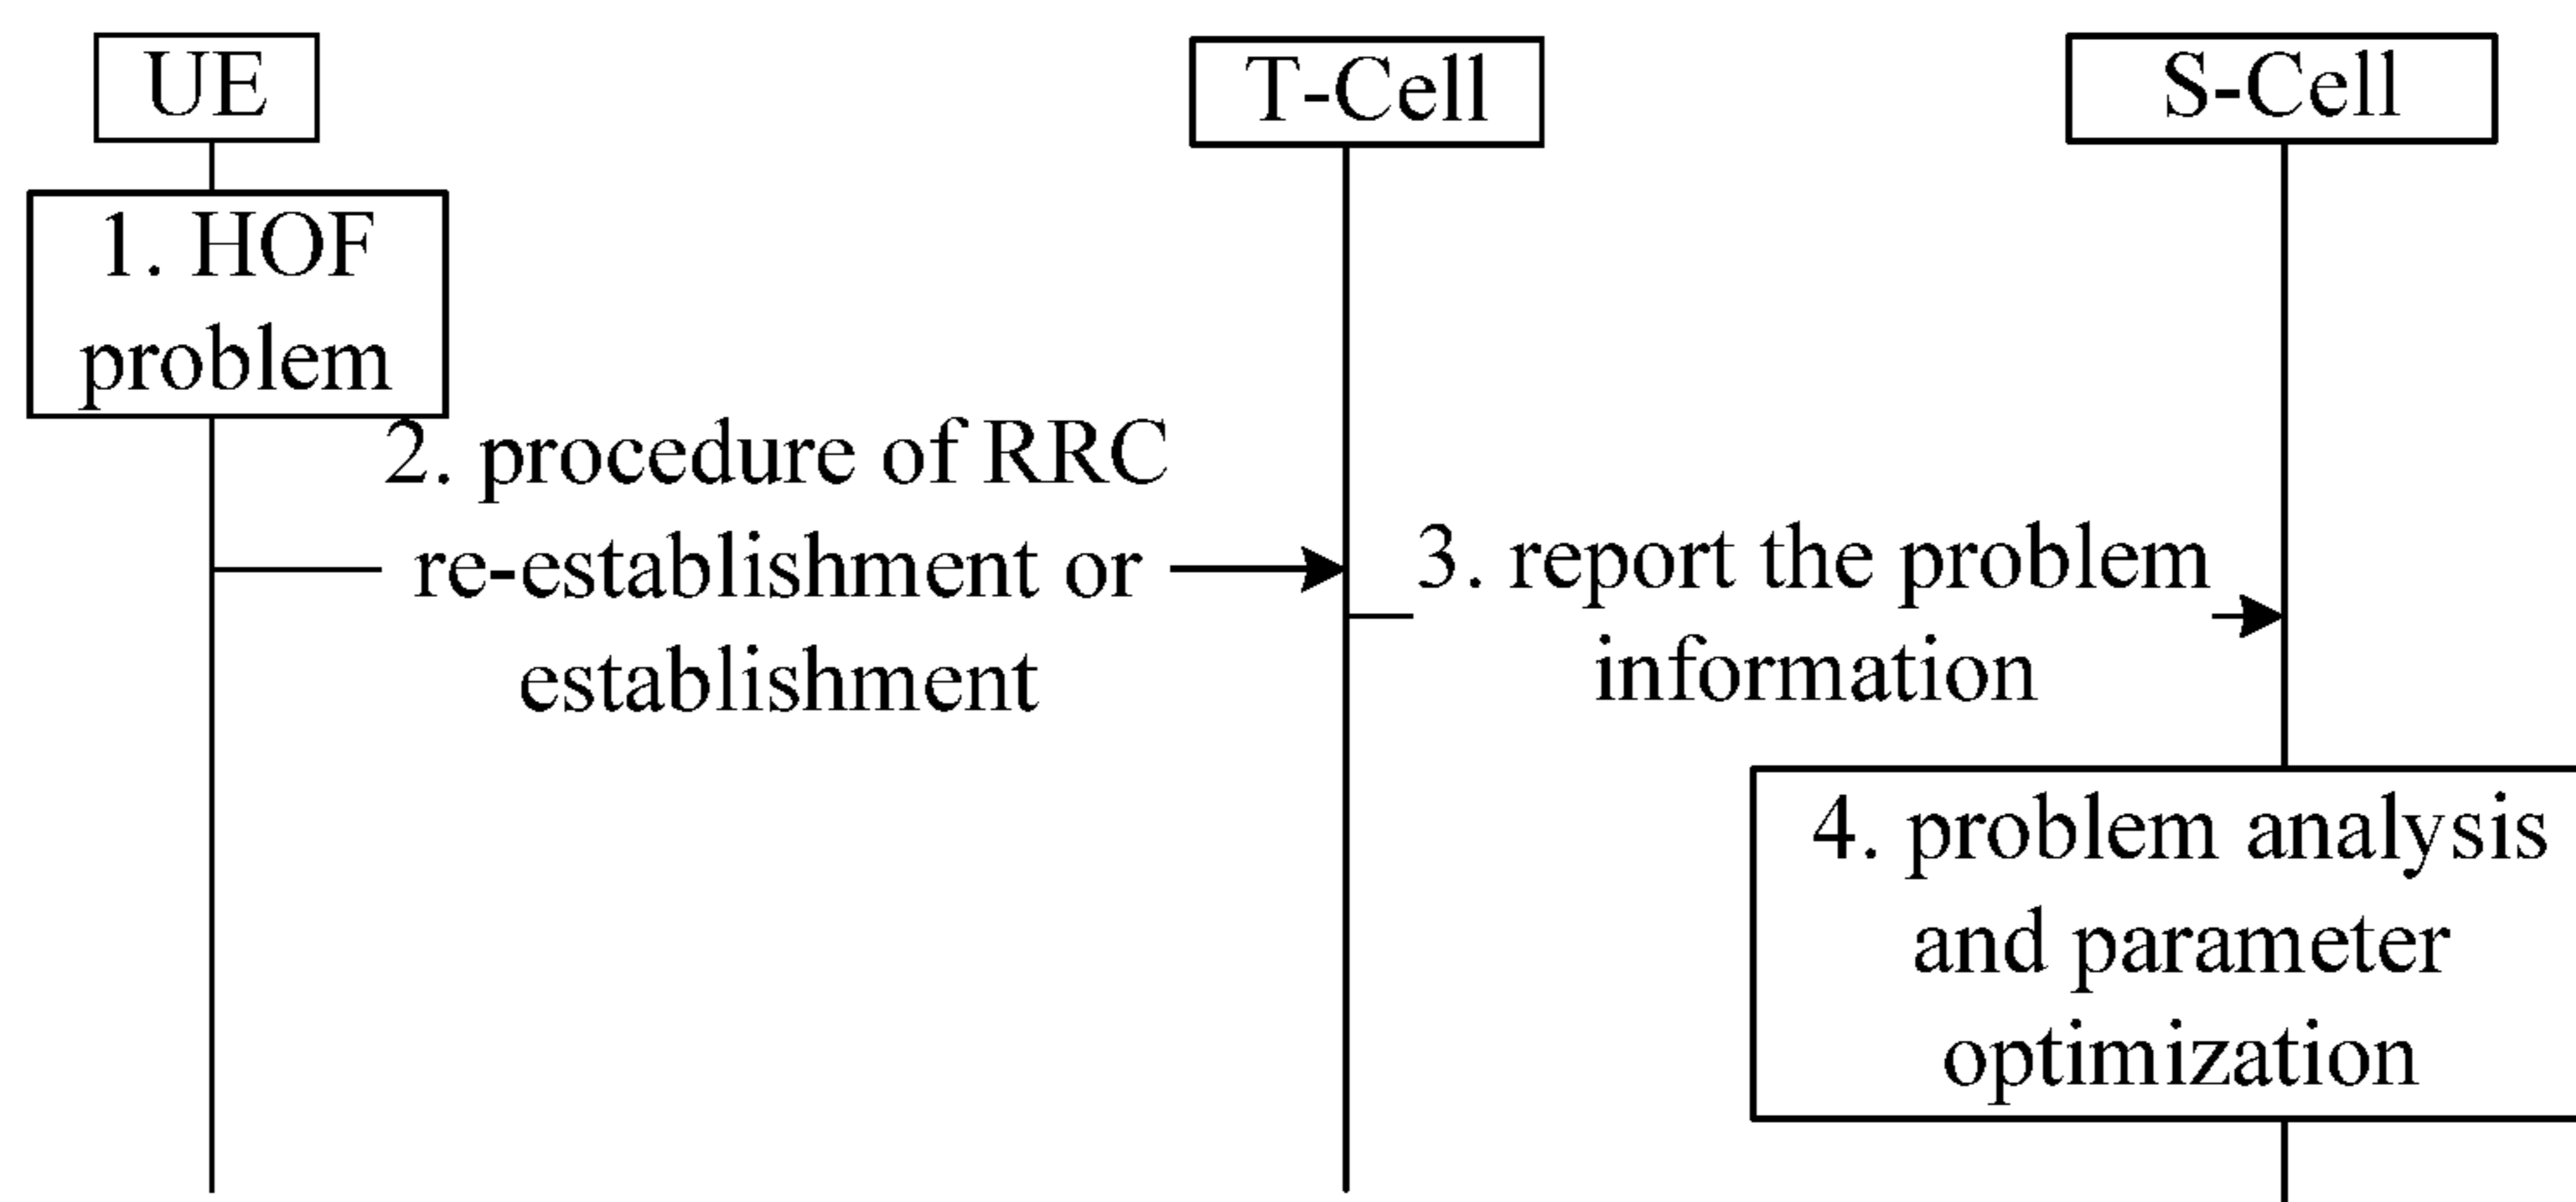 UE
T-Cell
S-Cell
1. HOF
problem
2. procedure of RRC
re-establishment or
establishment
3. report the problem
information
4. problem analysis
and parameter
optimization